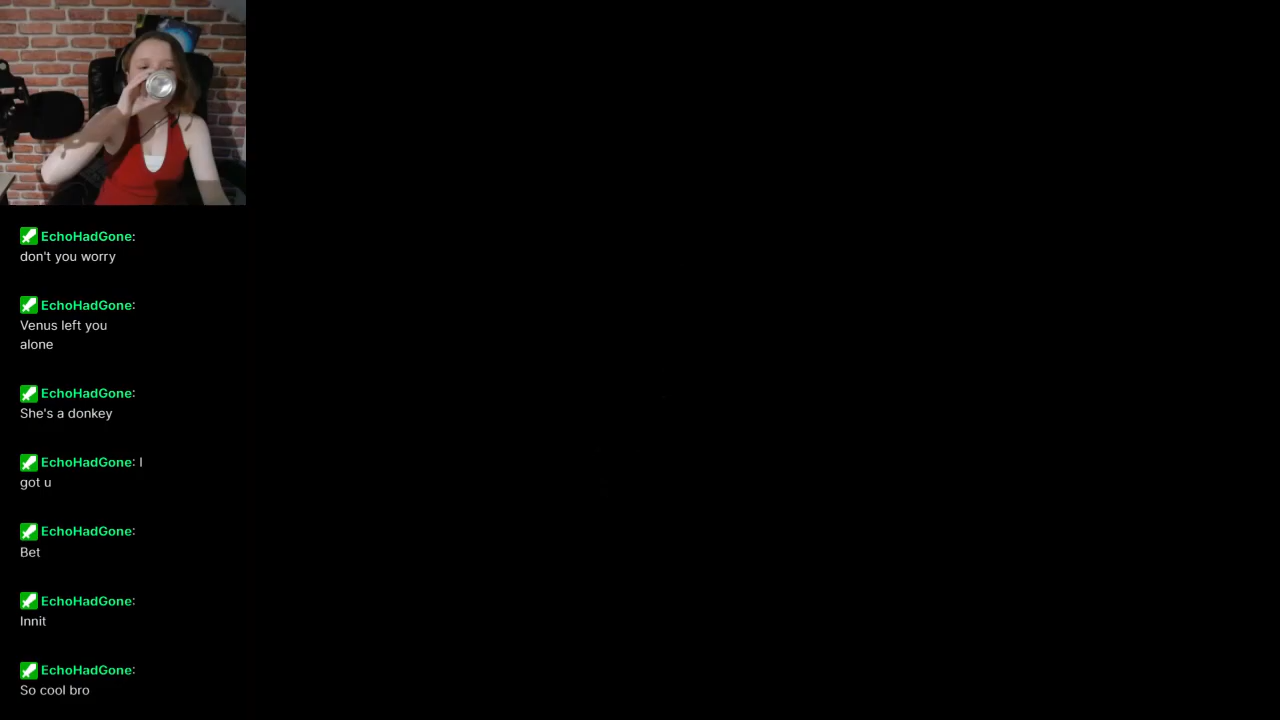 EchoHadGone:
don't you worry
EchoHadGone:
Venus left you
alone
EchoHadGone:
She's a donkey
EchoHadGone: I
got u
EchoHadGone:
Bet
EchoHadGone:
Innit
EchoHadGone:
So cool bro